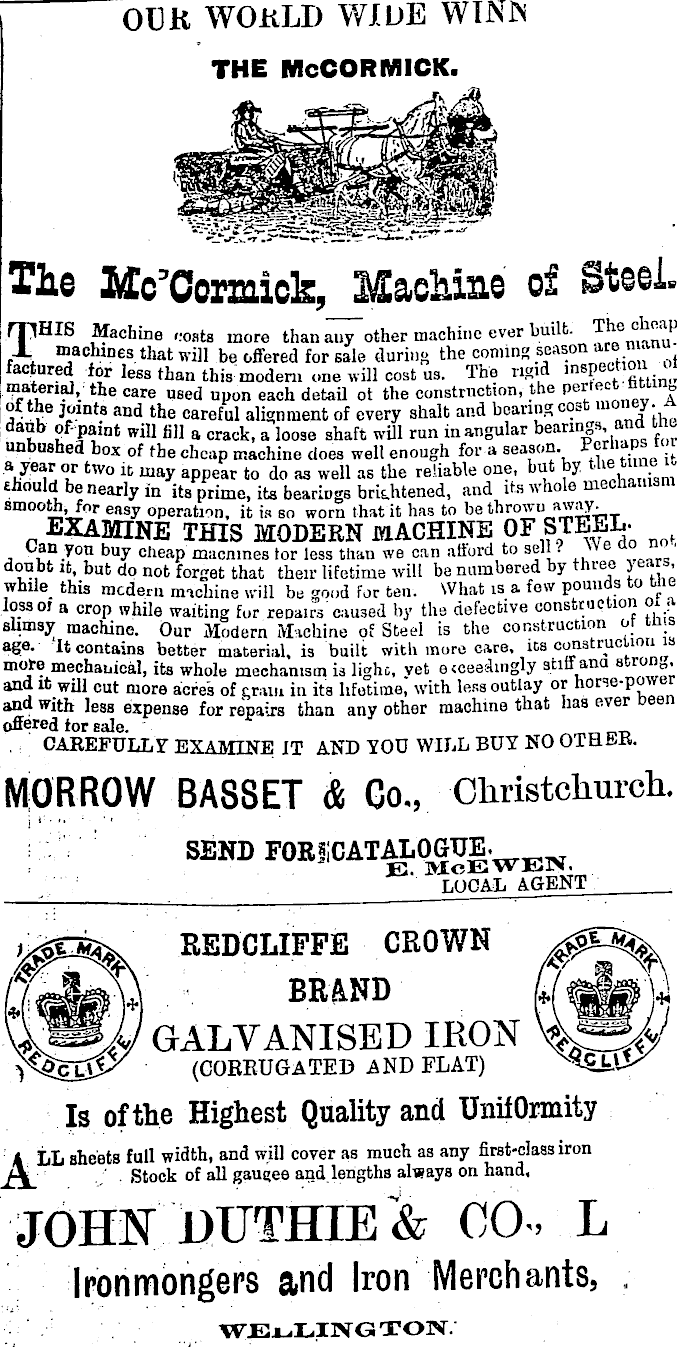 OUR WORLD WIDE WINN
THE McCORMICK.
The Mc'Cormick, Machine of Steel.
THIS Machine costs more than any other machine ever built. The cheap
machines that will be offered for sale during the coming season are manu-
factured for less than this modern one will cost us. The rigid inspection of
material, the care used upon each detail ot the construction, the perfect fitting
of the joints and the careful alignment of every shalt and bearing cost money. A
daub of paint will fill a crack, a loose shaft will run in angular bearings, and the
unbushed box of the cheap machine does well enough for a season. Perhaps for
a year or two it may appear to do as well as the reliable one, but by the time it
should be nearly in its prime, its bearings brightened, and its whole mechanism
smooth, for easy operation, it is so worn that it has to be thrown away.
EXAMINE THIS MODERN MACHINE OF STEEL.
Can you buy cheap machines for less than we can afford to sell? We do not
doubt it, but do not forget that their lifetime will be numbered by three years,
while this modern machine will be good for ten. What is a few pounds to the
loss of a crop while waiting for repairs caused by the defective construction of a
slimsy machine. Our Modern Machine of Steel is the construction of this
age. It contains better material, is built with more care, its construction is
more mechanical, its whole mechanism is light, yet exceedingly stiff and strong,
and it will cut more acres of grain in its lifetime, with less outlay or horse-power
and with less expense for repairs than any other machine that has ever been
offered for sale.
CAREFULLY EXAMINE IT AND YOU WILL BUY NO OTHER.
MORROW BASSET & Co., Christchurch.
SEND FOR CATALOGUE.
E. McEWEN,
LOCAL AGENT
TRADE MARK REDCLIFFE
REDCLIFFE CROWN
BRAND
GALVANISED IRON
(CORRUGATED AND FLAT)
TRADE MARK REDCLIFFE
Is of the Highest Quality and UnifOrmity
ALL sheets full width, and will cover as much as any first-class iron
Stock of all gaugee and lengths always on hand,
JOHN DUTHIE & CO., L
Ironmongers and Iron Merchants,
WELLINGTON.